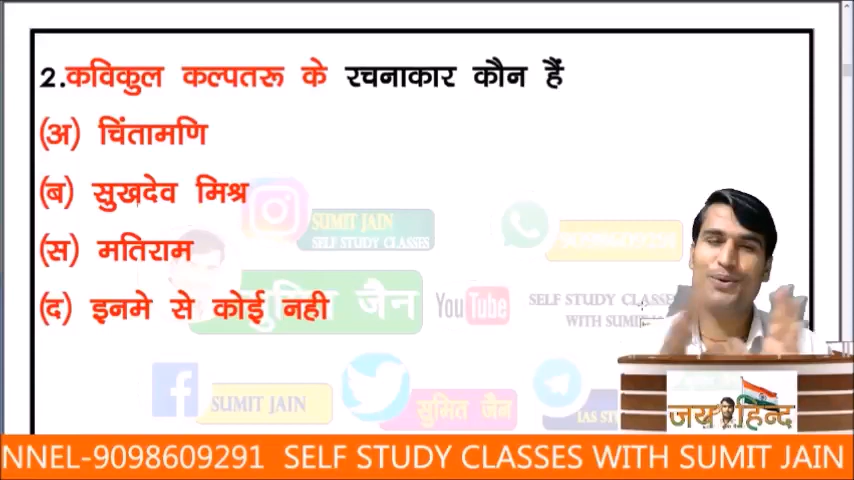 2.कविकुल कल्पतरू के रचनाकार कौन हैं
(अ) चिंतामणि
(ब) सुखदेव मिश्र
(स) मतिराम
(द) इनमे से कोई नही
SUMIT JAIN
SELF STUDY CLASSES
सुमित जैन
YouTube
SELF STUDY CLASSES
WITH SUMIT
SUMIT JAIN
सुमित जैन
IAS
जय हिन्द
NNEL-9098609291 SELF STUDY CLASSES WITH SUMIT JAIN